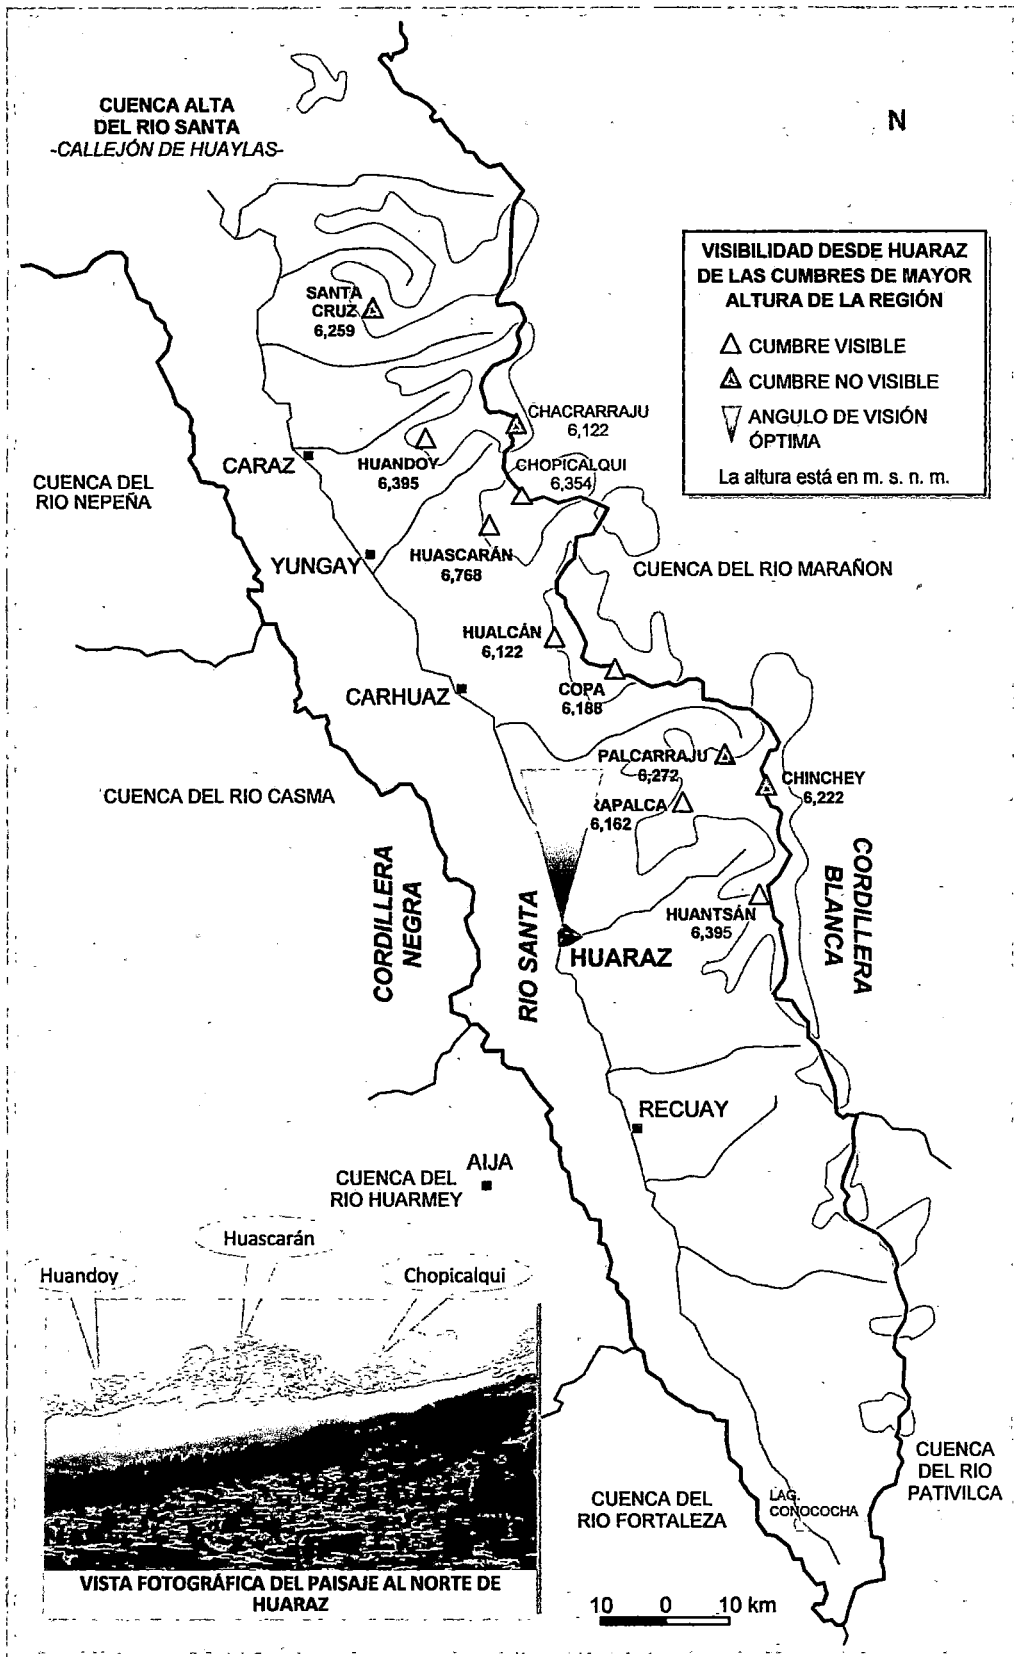 CUENCA ALTA
DEL RIO SANTA
-CALLEJÓN DE HUAYLAS-
N
VISIBILIDAD DESDE HUARAZ
DE LAS CUMBRES DE MAYOR
ALTURA DE LA REGIÓN
CUMBRE VISIBLE
CUMBRE NO VISIBLE
ANGULO DE VISIÓN
ÓPTIMA
La altura está en m. s. n. m.
SANTA
CRUZ
6,259
CHACRARRAJU
6,122
CARAZ
HUANDOY
6,395
CHOPICALQUI
6,354
CUENCA DEL
RIO NEPEÑA
YUNGAY
HUASCARÁN
6,768
CUENCA DEL RIO MARAÑON
HUALCÁN
6,122
CARHUAZ
COPA
6,188
PALCARRAJU
6,272
CHINCHEY
6,222
CUENCA DEL RIO CASMA
RAPALCA
6,162
CORDILLERA
NEGRA
RIO SANTA
CORDILLERA
BLANCA
HUANTSÁN
6,395
HUARAZ
RECUAY
AIJA
CUENCA DEL
RIO HUARMEY
Huascarán
Huandoy
Chopicalqui
VISTA FOTOGRÁFICA DEL PAISAJE AL NORTE DE
HUARAZ
CUENCA DEL
RIO FORTALEZA
LAG.
CONOCOCHA
CUENCA
DEL RIO
PATIVILCA
10 0 10 km